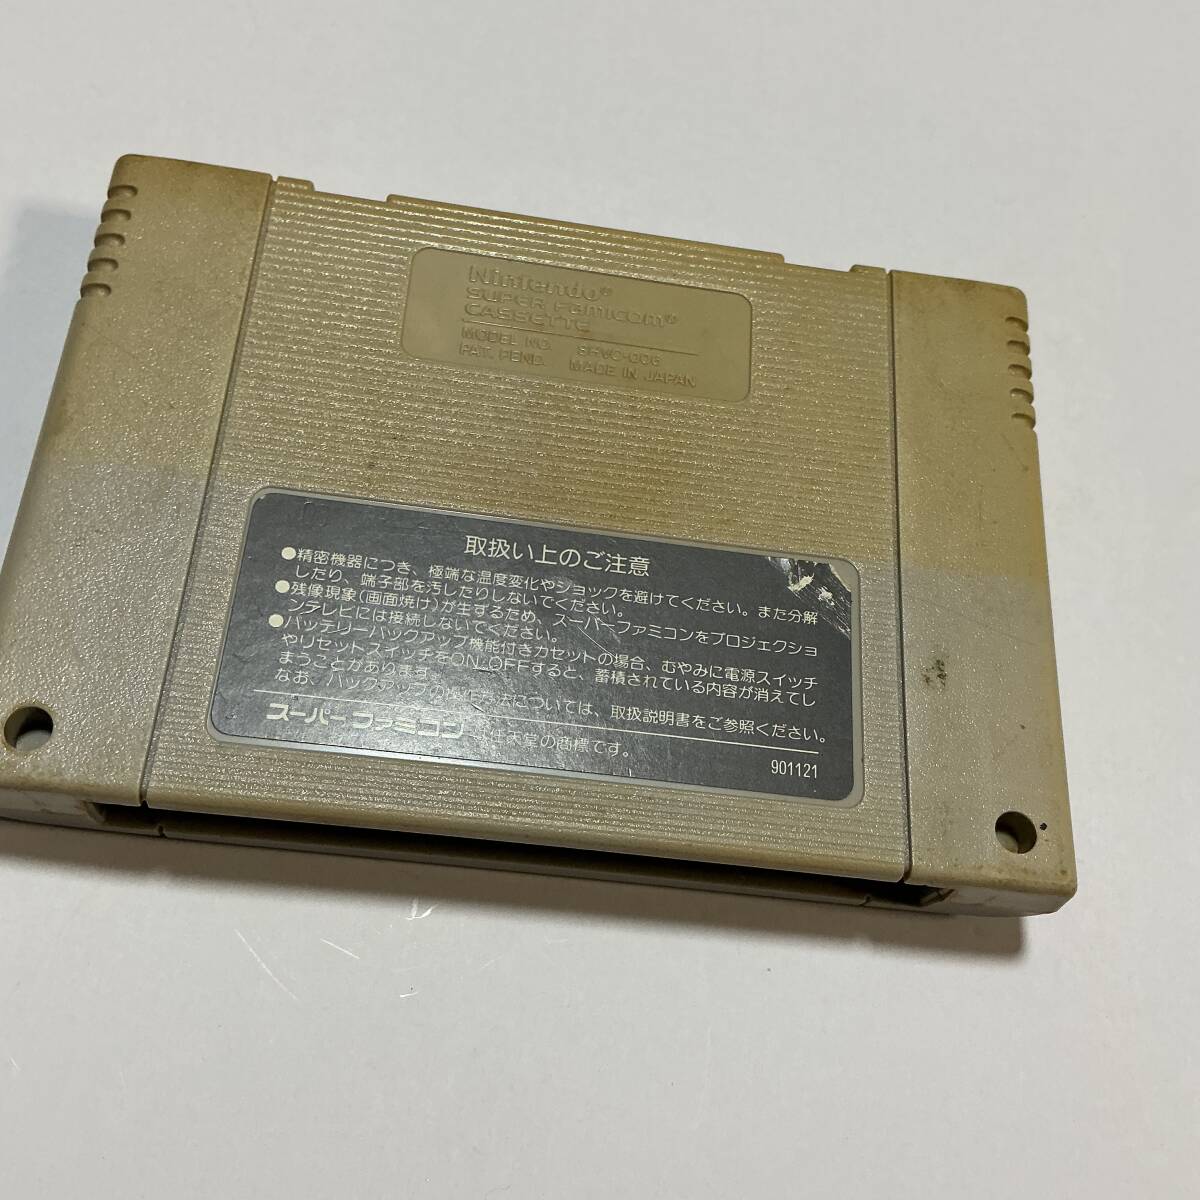 Nintendo®
SUPER Famicom®
CASSETTE
MODEL NO. SHVC-006
PAT. PEND. MADE IN JAPAN
取扱い上のご注意
●精密機器につき、極端な温度変化やショックを避けてください。また分解
したり、端子部を汚したりしないでください。
●残像現象(画面焼け)が生ずるため、スーパーファミコンをプロジェクショ
ンテレビには接続しないでください。
●バッテリーバックアップ機能付きカセットの場合、むやみに電源スイッチ
やリセットスイッチをON_OFFすると、蓄積されている内容が消えてし
まうことがあります
なお、バックアップの操作方法については、取扱説明書をご参照ください。
スーパーファミコン 任天堂の商標です。
901121